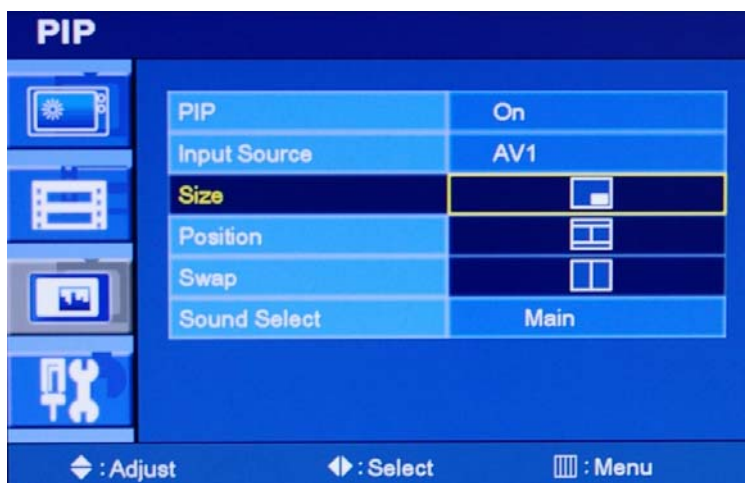 PIP
PIP On
Input Source AV1
Size
Position
Swap
Sound Select Main
: Adjust : Select : Menu